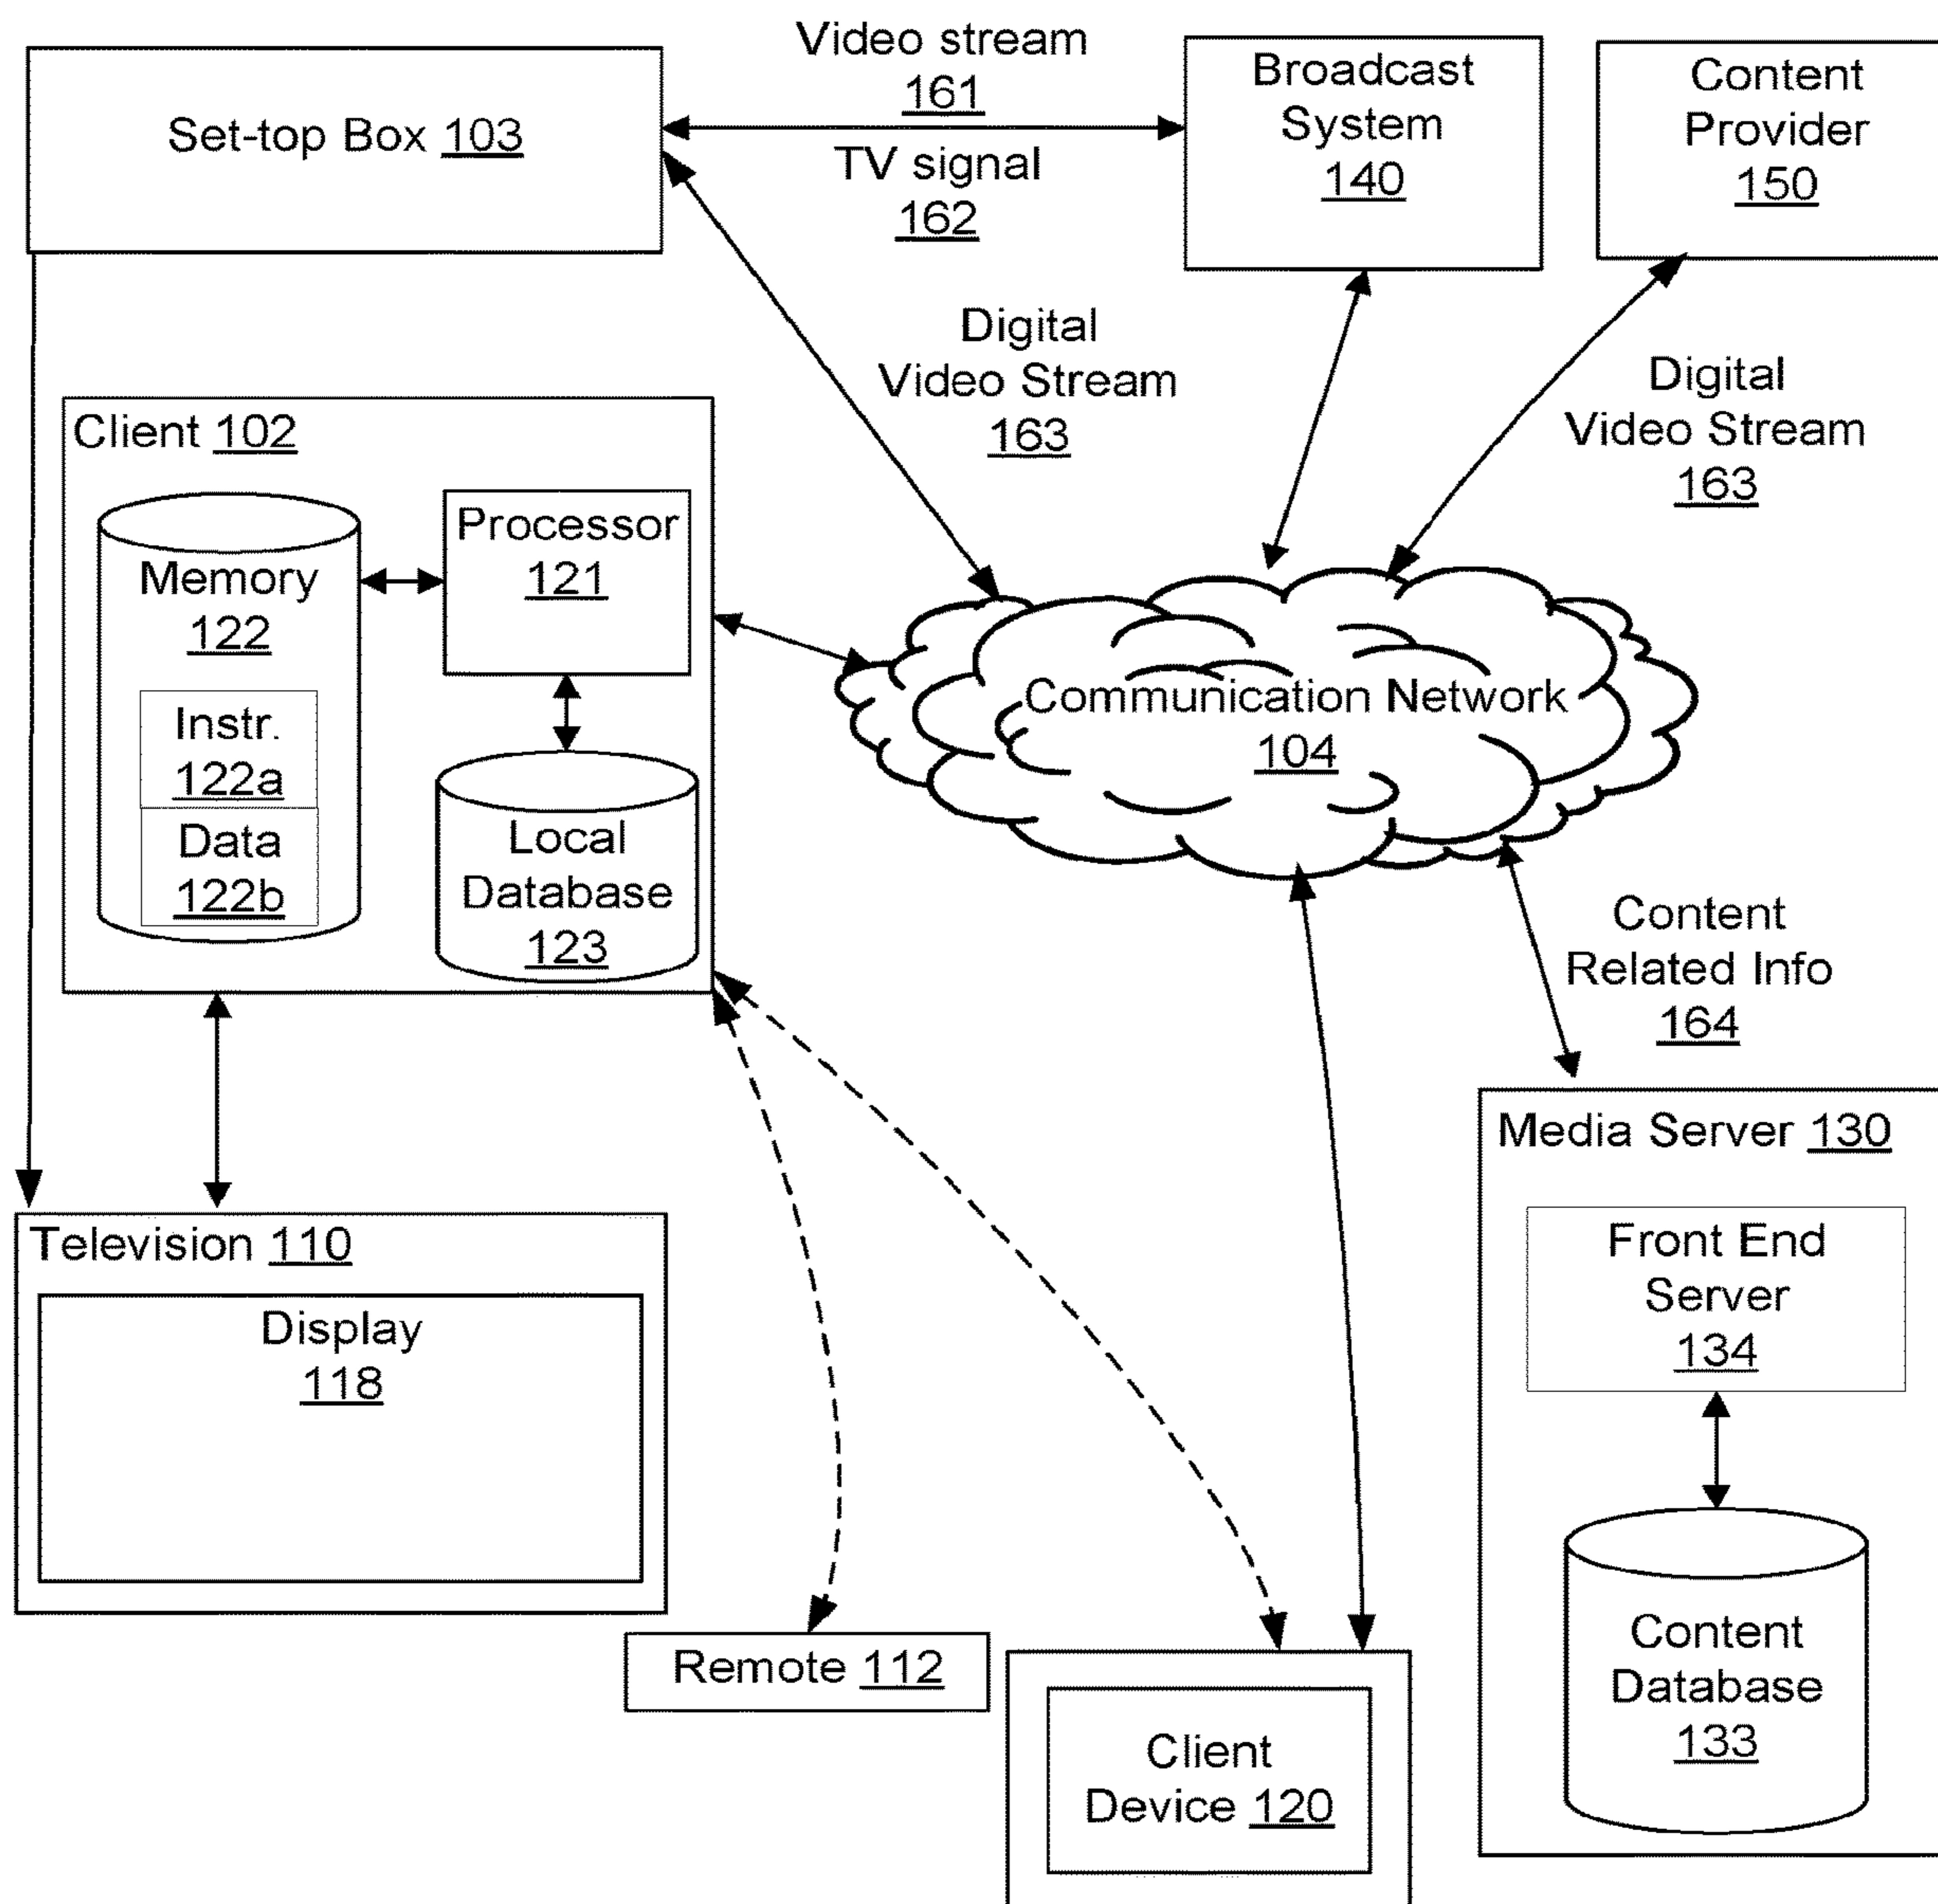 Video stream
161
TV signal
162
Set-top Box 103
Broadcast
System
140
Content
Provider
150
Digital
Video Stream
163
Digital
Video Stream
163
Client 102
Memory
122
Instr.
122a
Data
122b
Processor
121
Local
Database
123
Communication Network
104
Content
Related Info
164
Media Server 130
Front End
Server
134
Content
Database
133
Television 110
Display
118
Remote 112
Client
Device 120